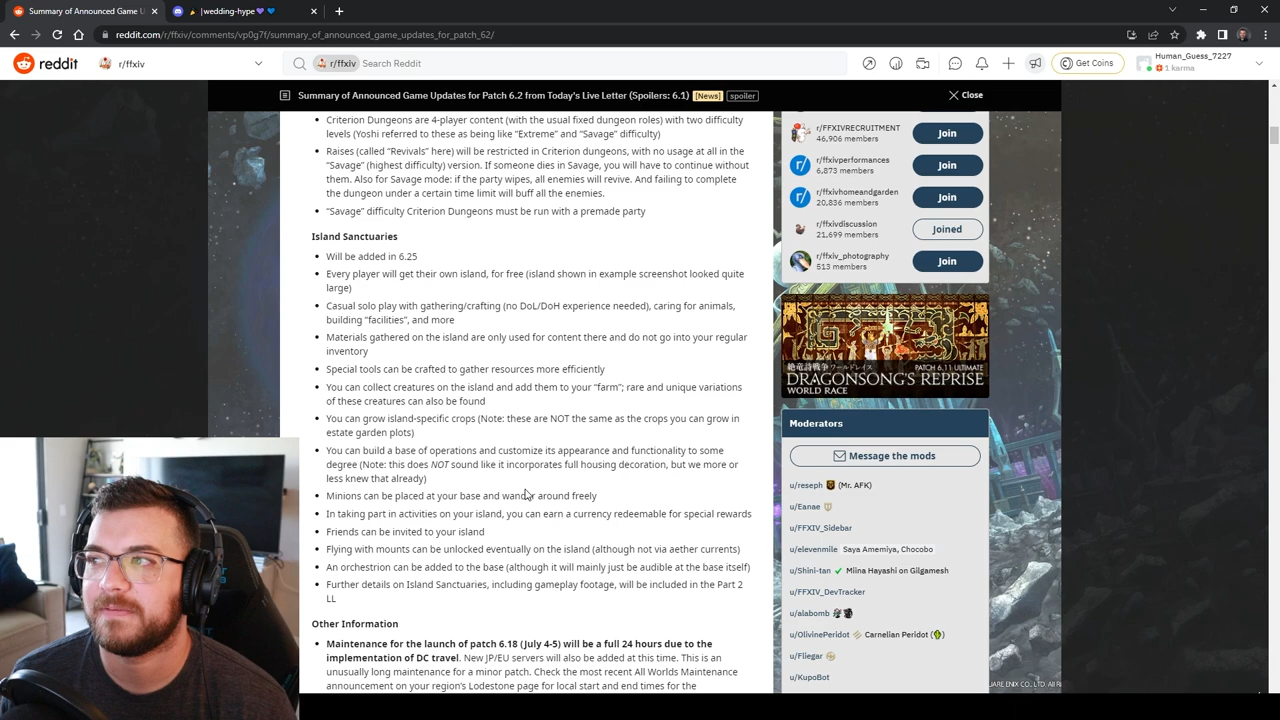 Summary of Announced Game U
|wedding-hype
reddit.com/r/ffxiv/comments/vp0g7f/summary_of_announced_game_updates_for_patch_62/
reddit
r/ffxiv
r/ffxiv
Search Reddit
Get Coins
Human_Guess_7227
1 karma
Summary of Announced Game Updates for Patch 6.2 from Today's Live Letter (Spoilers: 6.1) [News] spoiler
Close
Criterion Dungeons are 4-player content (with the usual fixed dungeon roles) with two difficulty
levels (Yoshi referred to these as being like "Extreme" and "Savage" difficulty)
Raises (called "Revivals" here) will be restricted in Criterion dungeons, with no usage at all in the
"Savage" (highest difficulty) version. If someone dies in Savage, you will have to continue without
them. Also for Savage mode: if the party wipes, all enemies will revive. And failing to complete
the dungeon under a certain time limit will buff all the enemies.
"Savage" difficulty Criterion Dungeons must be run with a premade party
Island Sanctuaries
Will be added in 6.25
Every player will get their own island, for free (island shown in example screenshot looked quite
large)
Casual solo play with gathering/crafting (no DoL/DoH experience needed), caring for animals,
building "facilities", and more
Materials gathered on the island are only used for content there and do not go into your regular
inventory
Special tools can be crafted to gather resources more efficiently
You can collect creatures on the island and add them to your "farm"; rare and unique variations
of these creatures can also be found
You can grow island-specific crops (Note: these are NOT the same as the crops you can grow in
estate garden plots)
You can build a base of operations and customize its appearance and functionality to some
degree (Note: this does NOT sound like it incorporates full housing decoration, but we more or
less knew that already)
Minions can be placed at your base and wander around freely
In taking part in activities on your island, you can earn a currency redeemable for special rewards
Friends can be invited to your island
Flying with mounts can be unlocked eventually on the island (although not via aether currents)
An orchestrion can be added to the base (although it will mainly just be audible at the base itself)
Further details on Island Sanctuaries, including gameplay footage, will be included in the Part 2
LL
Other Information
Maintenance for the launch of patch 6.18 (July 4-5) will be a full 24 hours due to the
implementation of DC travel. New JP/EU servers will also be added at this time. This is an
unusually long maintenance for a minor patch. Check the most recent All Worlds Maintenance
announcement on your region's Lodestone page for local start and end times for the
r/FFXIVRECRUITMENT
46,906 members
Join
r/ffxivperformances
6,873 members
Join
r/ffxivhomeandgarden
20,836 members
Join
r/ffxivdiscussion
21,699 members
Joined
r/ffxiv_photography
513 members
Join
絶竜詩戦争 ワールドレイス
PATCH 6.11 ULTIMATE
DRAGONSONG'S REPRISE
WORLD RACE
Moderators
Message the mods
u/reseph (Mr. AFK)
u/Eanae
u/FFXIV_Sidebar
u/elevenmile Saya Amemiya, Chocobo
u/Shini-tan Miina Hayashi on Gilgamesh
u/FFXIV_DevTracker
u/alabomb
u/OlivinePeridot Carnelian Peridot
u/Fliegar
u/KupoBot